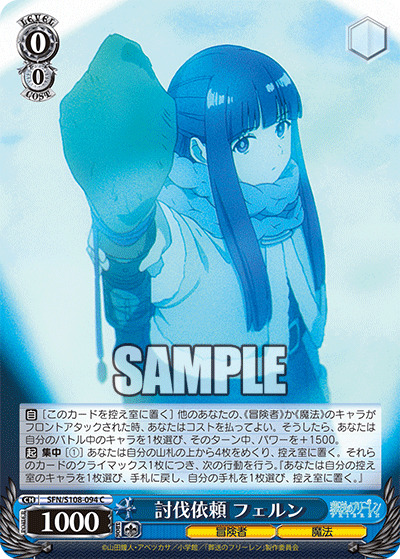 LEVEL
0
0
COST
SAMPLE
自 [このカードを控え室に置く] 他のあなたの、《冒険者》か《魔法》のキャラが
フロントアタックされた時、あなたはコストを払ってよい。そうしたら、あなたは
自分のバトル中のキャラを1枚選び、そのターン中、パワーを+1500。
起 集中 [①] あなたは自分の山札の上から4枚をめくり、控え室に置く。それら
のカードのクライマックス1枚につき、次の行動を行う。『あなたは自分の控え室
のキャラを1枚選び、手札に戻し、自分の手札を1枚選び、控え室に置く。』
CH SFN/S108-094 C
1000
討伐依頼 フェルン
葬送のフリーレン
冒険者 魔法
©山田鐘人・アベツカサ/小学館/「葬送のフリーレン」製作委員会